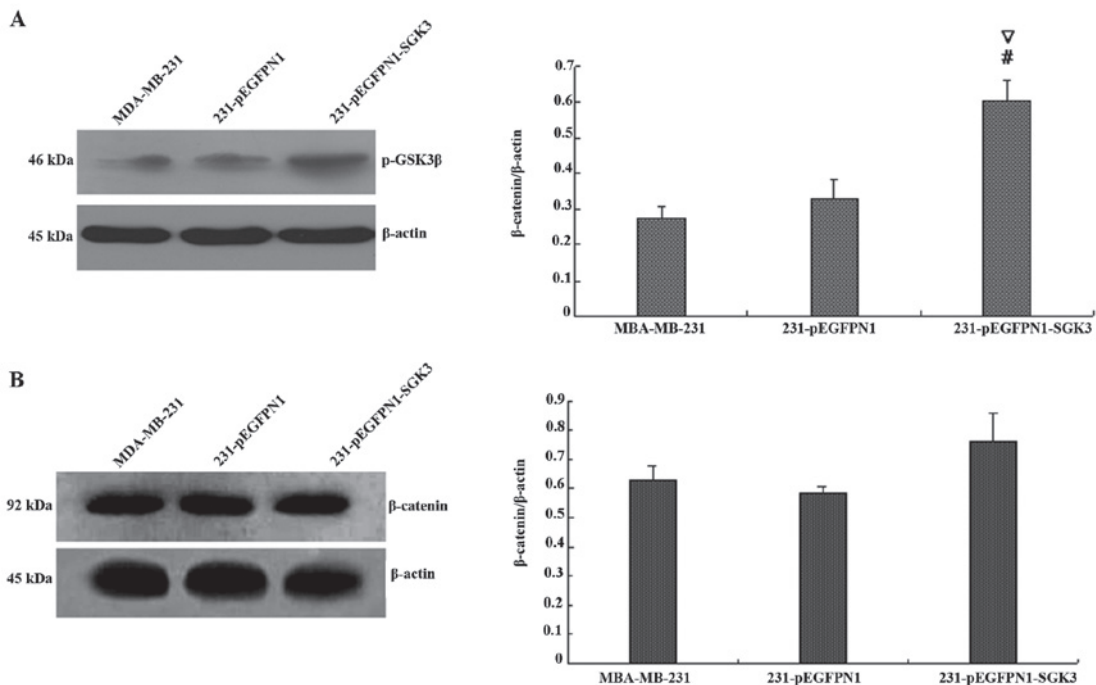 A
MDA-MB-231
231-pEGFPN1
231-pEGFPN1-SGK3
46 kDa
p-GSK3β
45 kDa
β-actin
β-catenin/β-actin
0.7
0.6
0.5
0.4
0.3
0.2
0.1
0
▽
#
MBA-MB-231
231-pEGFPN1
231-pEGFPN1-SGK3
B
MDA-MB-231
231-pEGFPN1
231-pEGFPN1-SGK3
92 kDa
β-catenin
45 kDa
β-actin
β-catenin/β-actin
0.9
0.8
0.7
0.6
0.5
0.4
0.3
0.2
0.1
0
MBA-MB-231
231-pEGFPN1
231-pEGFPN1-SGK3